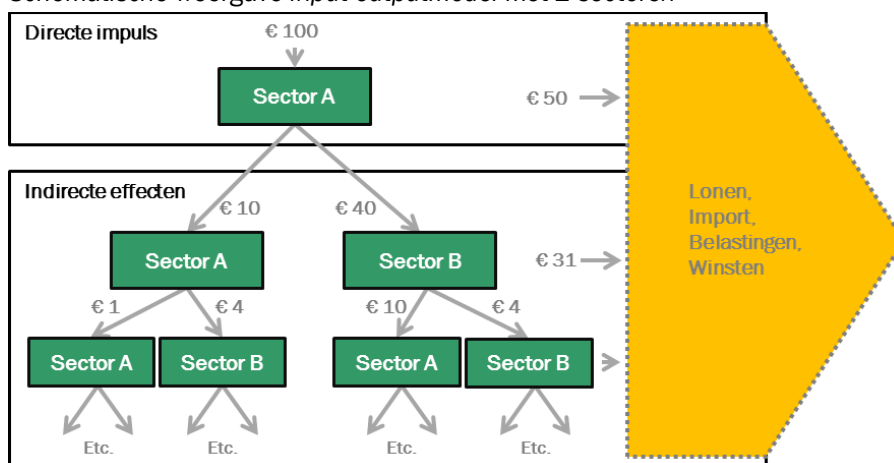 Directe impuls
€ 100
Sector A
€ 50
Indirecte effecten
€ 10
€ 40
Lonen,
Import,
Belastingen,
Winsten
Sector A
Sector B
€ 31
€ 1
€ 4
€ 10
€ 4
Sector A
Sector B
Sector A
Sector B
Etc.
Etc.
Etc.
Etc.